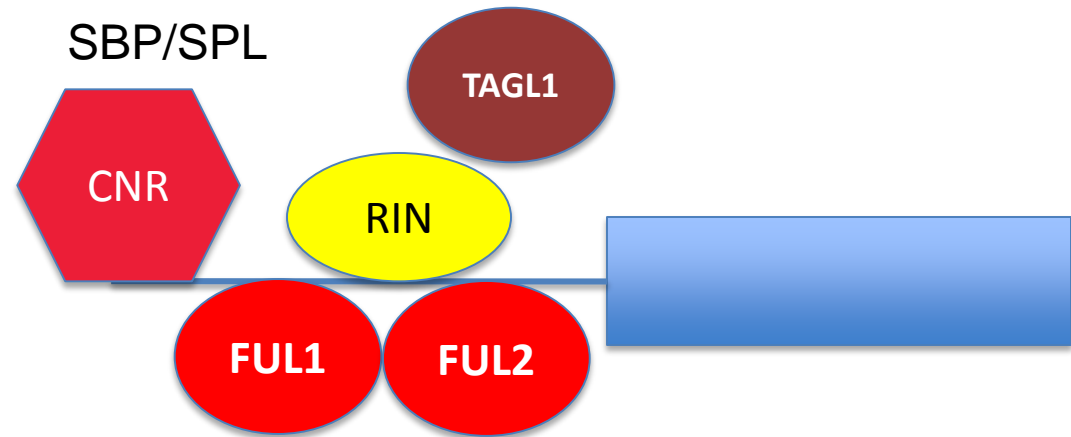 SBP/SPL
TAGL1
CNR
RIN
FUL1
FUL2